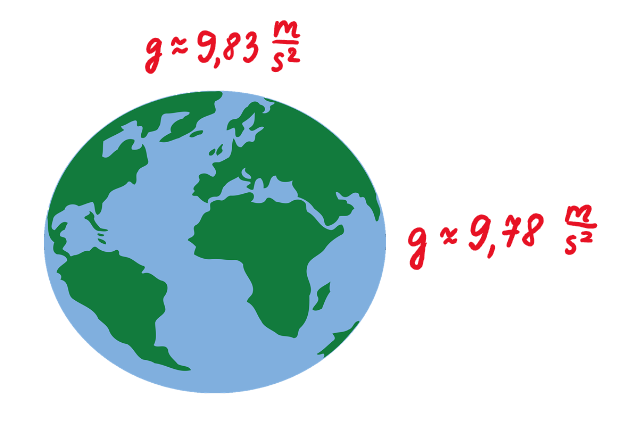 g ≈ 9,83 m/s²
g ≈ 9,78 m/s²